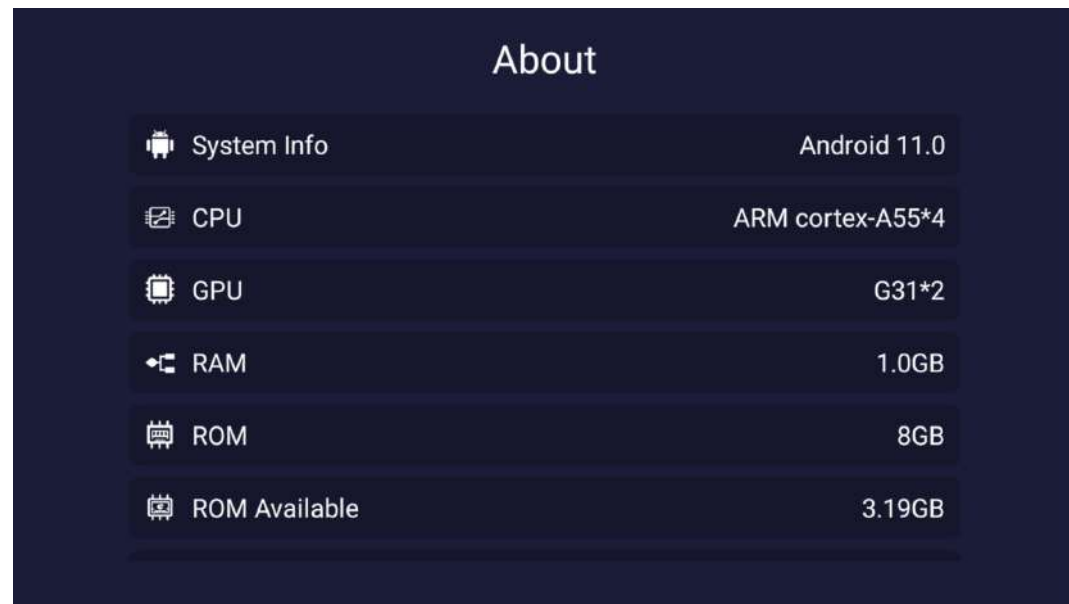 About
System Info Android 11.0
CPU ARM cortex-A55*4
GPU G31*2
RAM 1.0GB
ROM 8GB
ROM Available 3.19GB